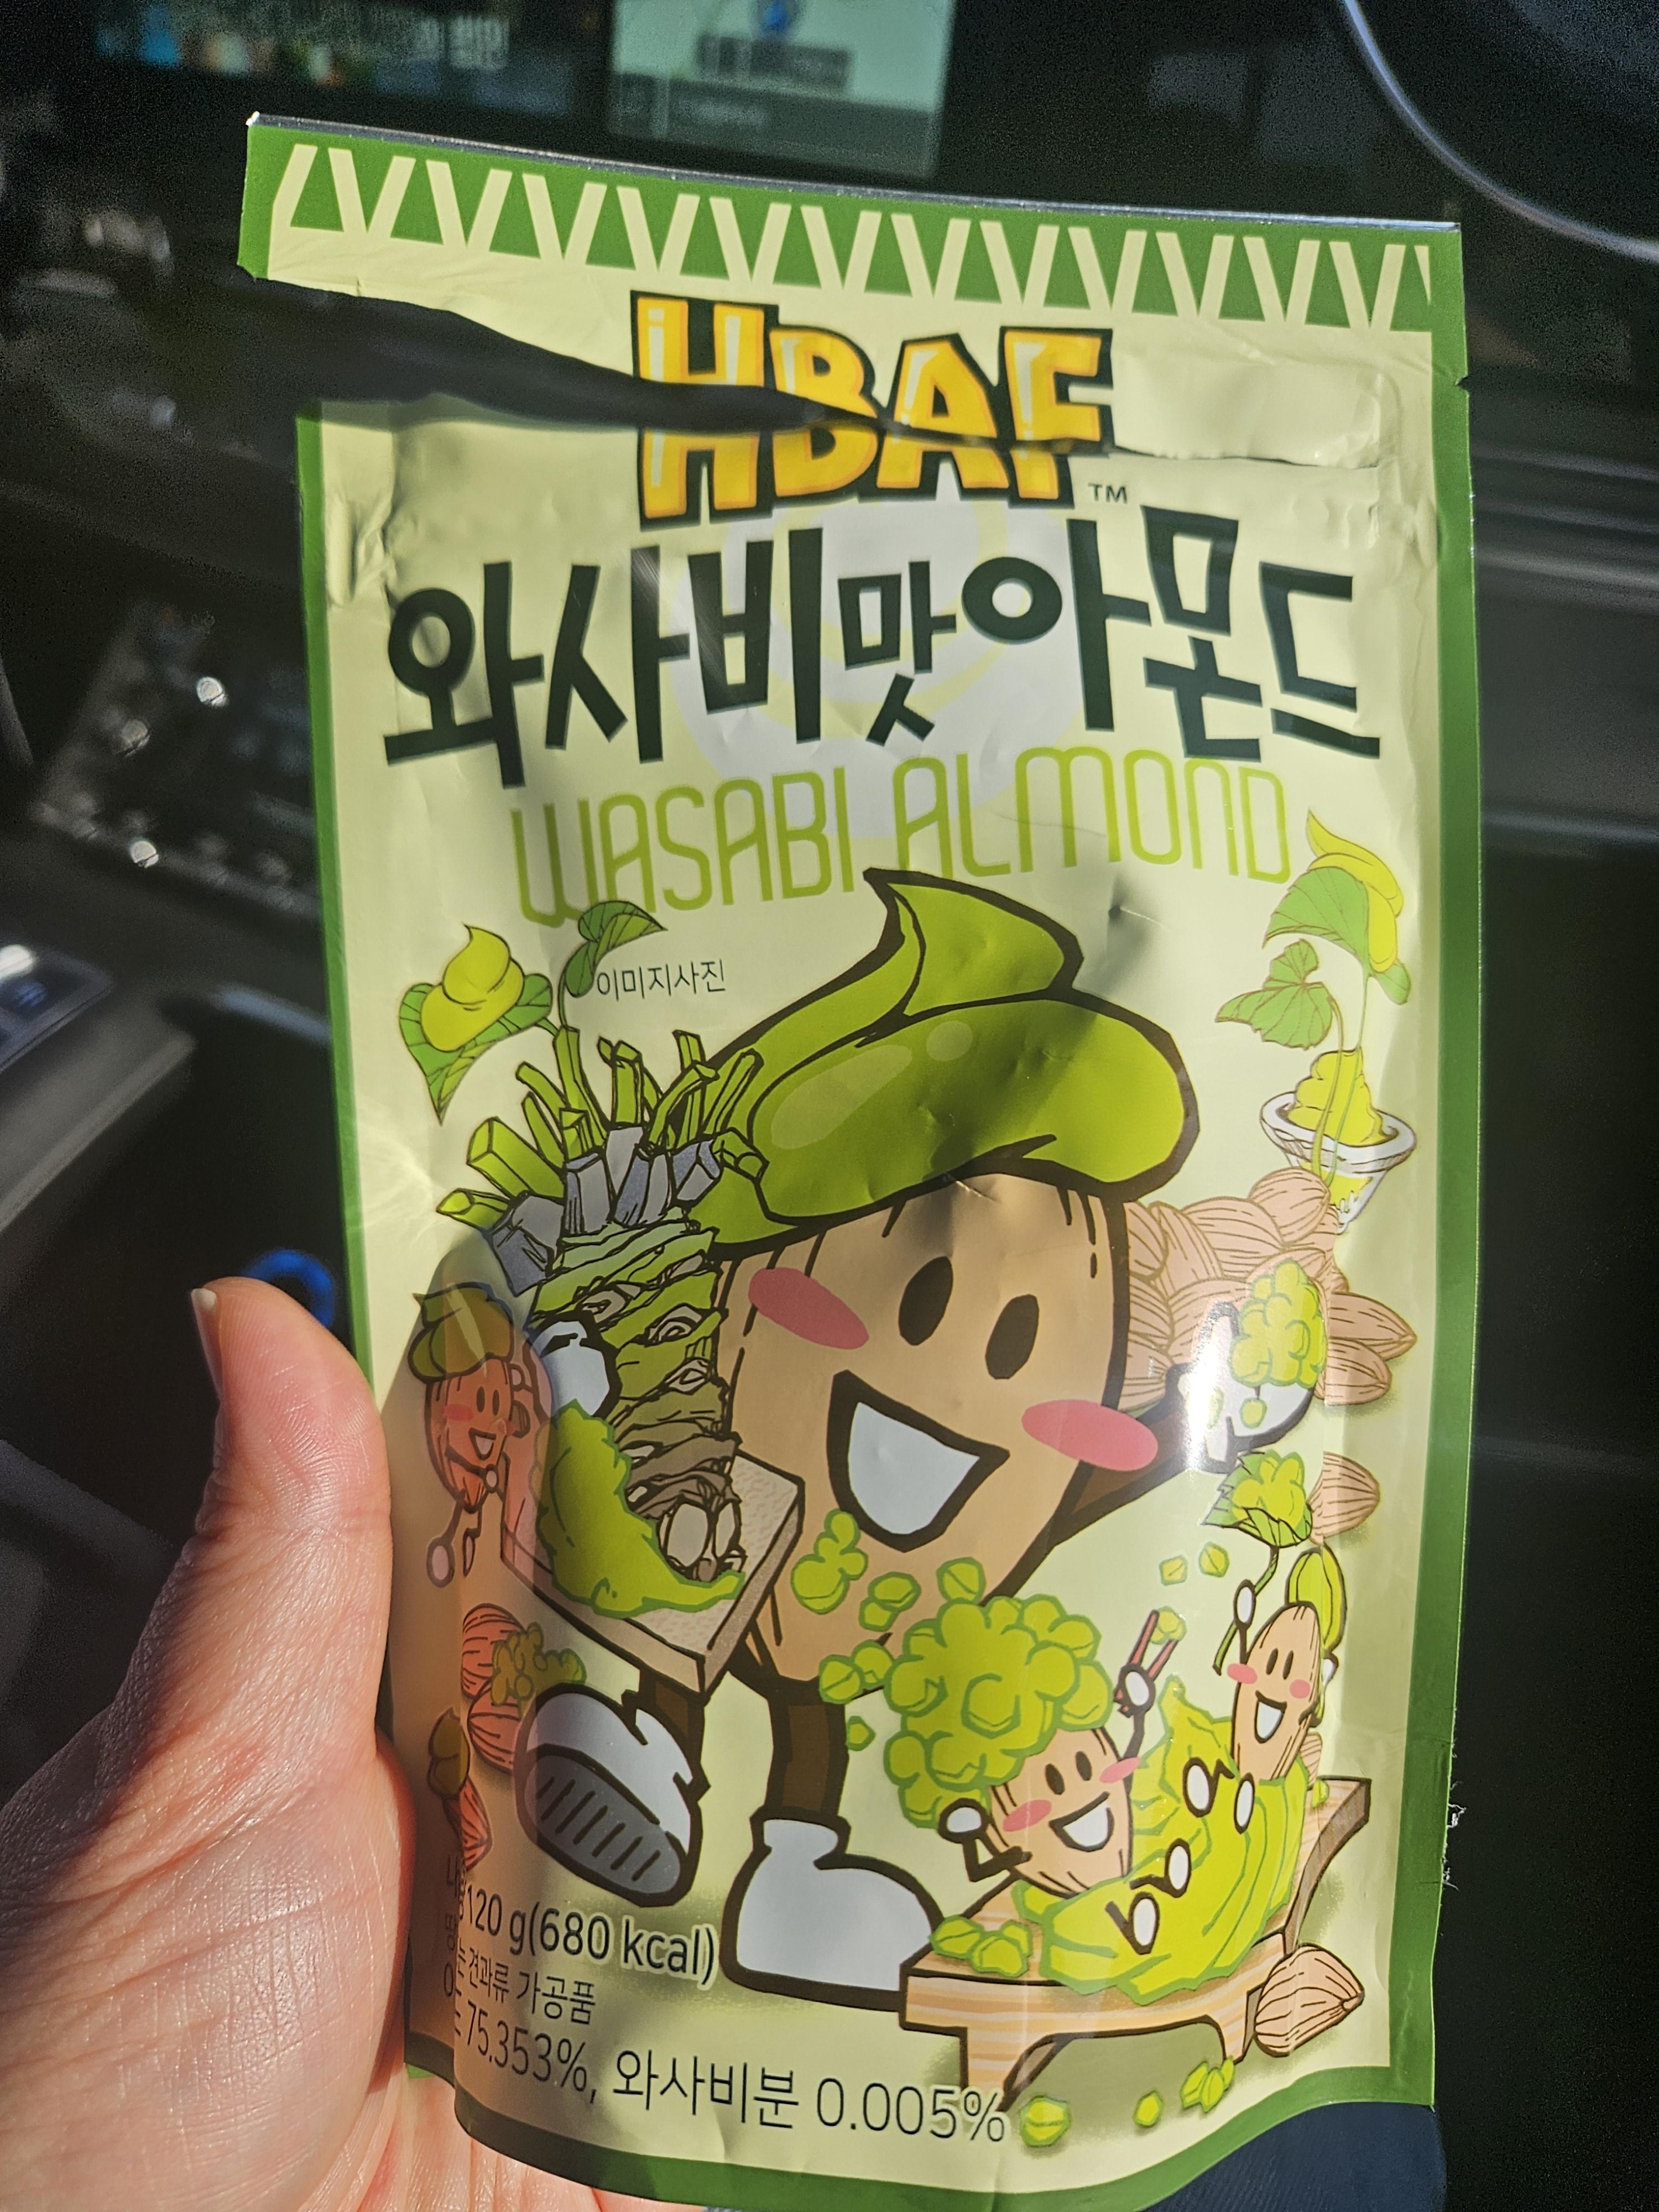 HBAF
TM
와사비맛아몬드
WASABI ALMOND
이미지사진
120 g(680 kcal)
견과류 가공품
75.353%, 와사비분 0.005%